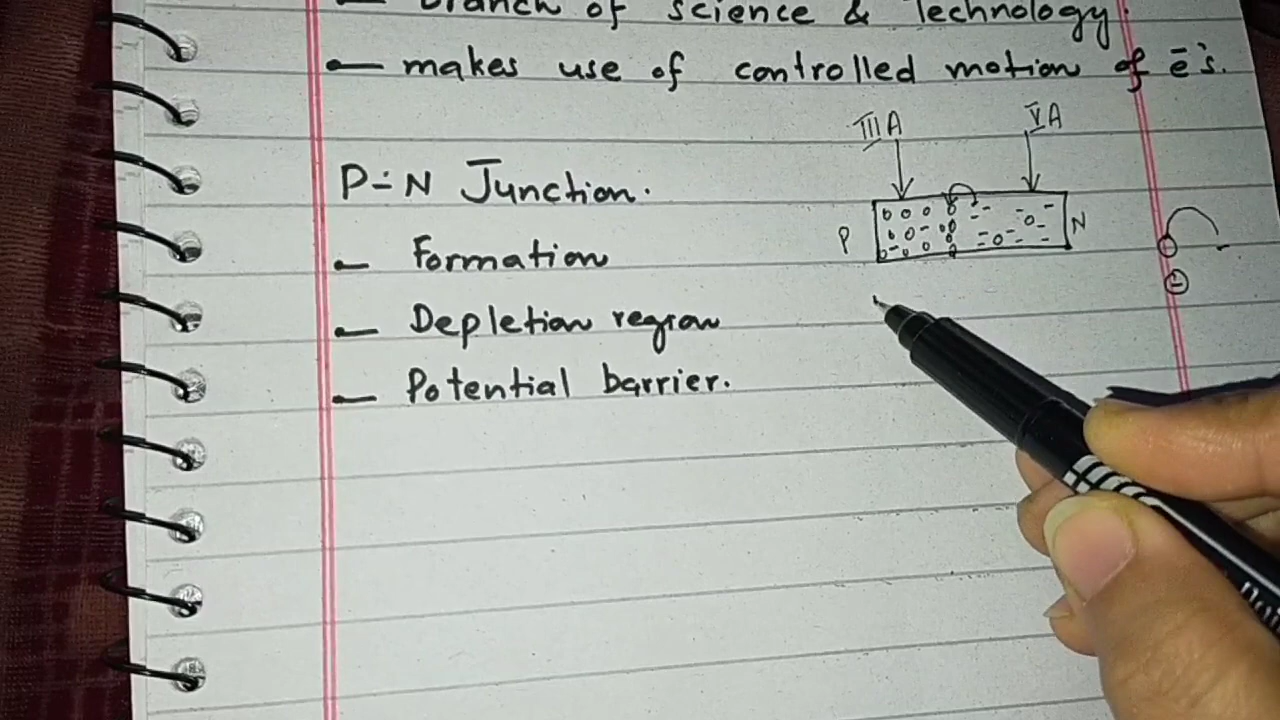 — branch of science & Technology.
— makes use of controlled motion of ē's.
IIIA VA
P-N Junction.
P N
— Formation
— Depletion region
— Potential barrier.